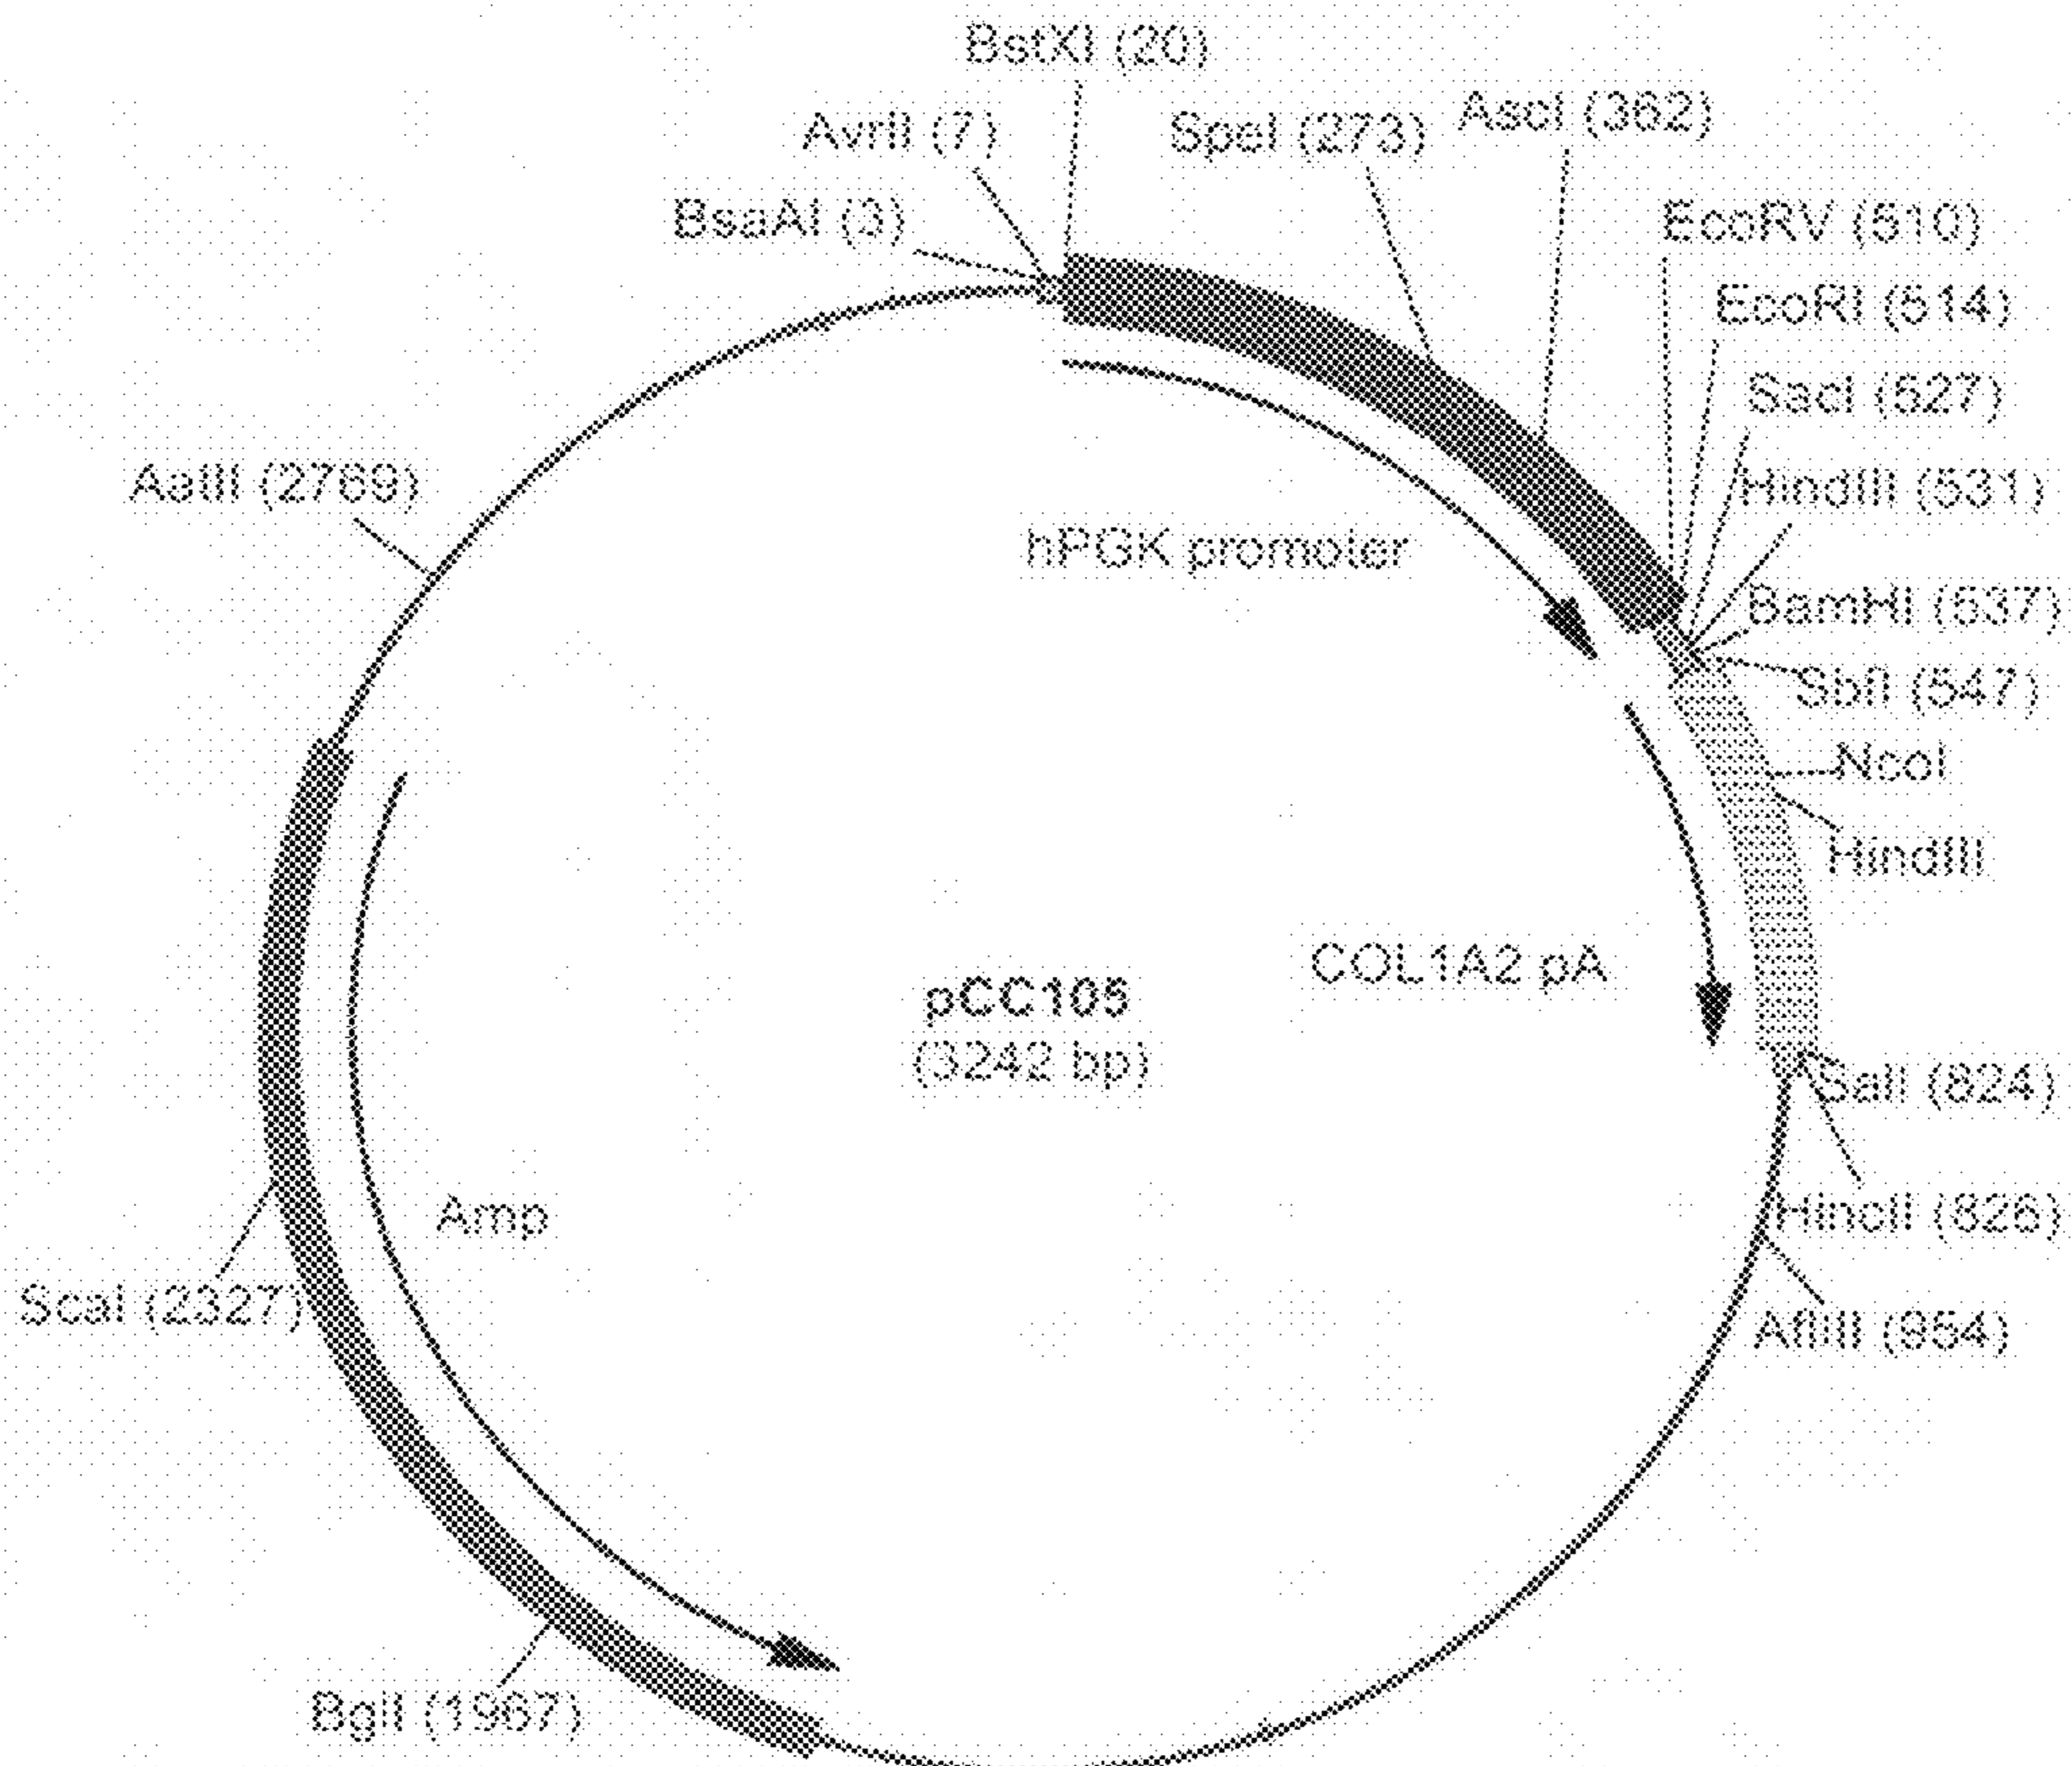 BstXI (20)
AvrII (7)
SpeI (273)
AscI (362)
BsaAI (3)
EcoRV (510)
EcoRI (514)
SacI (527)
AatII (2769)
HindIII (531)
hPGK promoter
BamHI (537)
SbfI (547)
NcoI
HindIII
COL1A2 pA
pCC105
(3242 bp)
SalI (824)
Amp
HincII (826)
ScaI (2327)
AflIII (954)
BglI (1967)